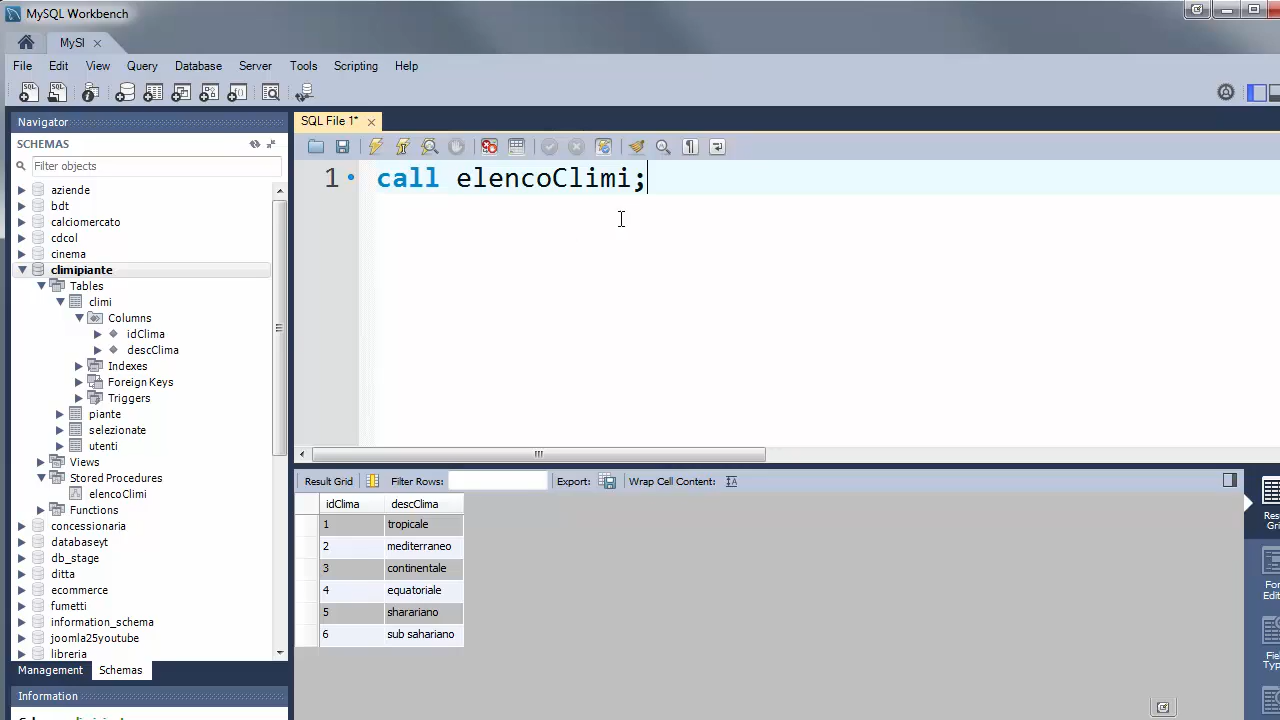 MySQL Workbench
MySl
File Edit View Query Database Server Tools Scripting Help
Navigator
SCHEMAS
Filter objects
aziende
bdt
calciomercato
cdcol
cinema
climipiante
Tables
climi
Columns
idClima
descClima
Indexes
Foreign Keys
Triggers
piante
selezionate
utenti
Views
Stored Procedures
elencoClimi
Functions
concessionaria
databaseyt
db_stage
ditta
ecommerce
fumetti
information_schema
joomla25youtube
libreria
Management Schemas
Information
SQL File 1*
1 call elencoClimi;
Result Grid Filter Rows: Export: Wrap Cell Content:
idClima descClima
1 tropicale
2 mediterraneo
3 continentale
4 equatoriale
5 sharariano
6 sub sahariano